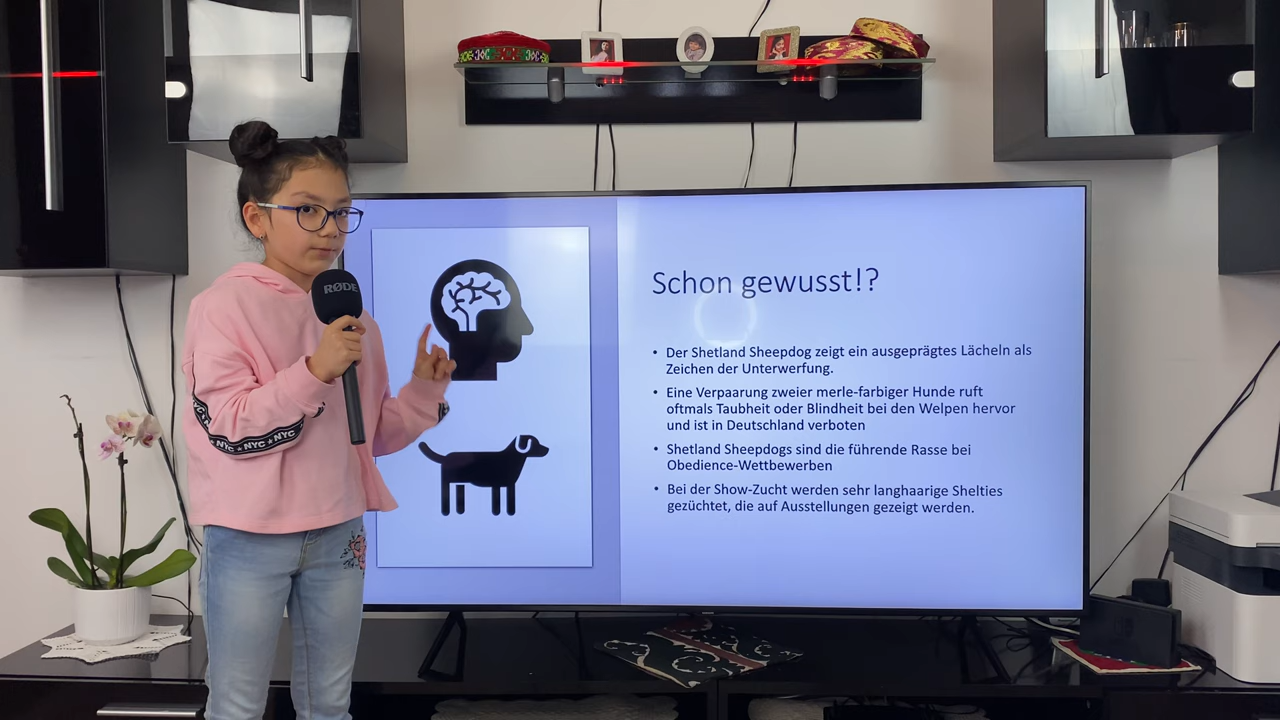 RØDE
NYC ★ NYC ★ NYC
Schon gewusst!?
• Der Shetland Sheepdog zeigt ein ausgeprägtes Lächeln als
Zeichen der Unterwerfung.
• Eine Verpaarung zweier merle-farbiger Hunde ruft
oftmals Taubheit oder Blindheit bei den Welpen hervor
und ist in Deutschland verboten
• Shetland Sheepdogs sind die führende Rasse bei
Obedience-Wettbewerben
• Bei der Show-Zucht werden sehr langhaarige Shelties
gezüchtet, die auf Ausstellungen gezeigt werden.